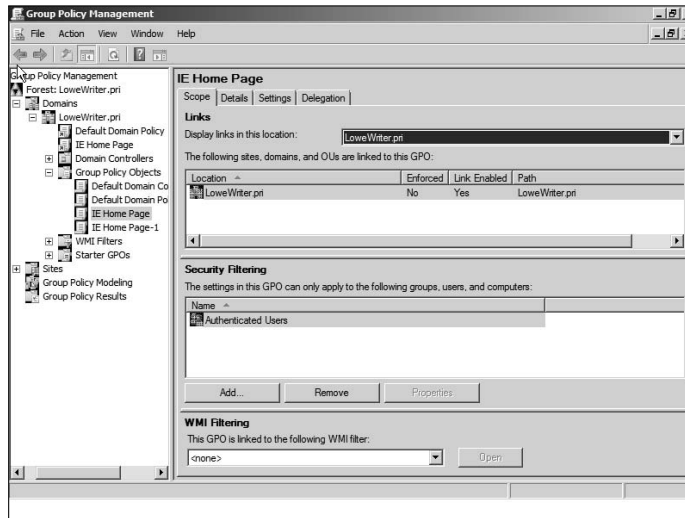 Group Policy Management
File Action View Window Help
Group Policy Management
Forest: LoweWriter.pri
Domains
LoweWriter.pri
Default Domain Policy
IE Home Page
Domain Controllers
Group Policy Objects
Default Domain Co
Default Domain Po
IE Home Page
IE Home Page-1
WMI Filters
Starter GPOs
Sites
Group Policy Modeling
Group Policy Results
IE Home Page
Scope Details Settings Delegation
Links
Display links in this location: LoweWriter.pri
The following sites, domains, and OUs are linked to this GPO:
Location Enforced Link Enabled Path
LoweWriter.pri No Yes LoweWriter.pri
Security Filtering
The settings in this GPO can only apply to the following groups, users, and computers:
Name
Authenticated Users
Add... Remove Properties
WMI Filtering
This GPO is linked to the following WMI filter:
<none> Open